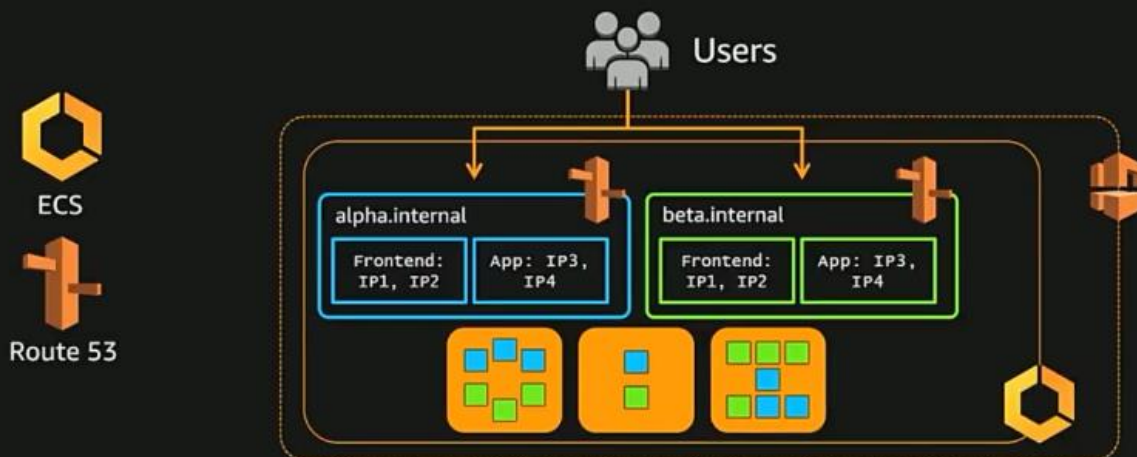 Users
ECS
Route 53
alpha.internal
Frontend:
IP1, IP2
App: IP3,
IP4
beta.internal
Frontend:
IP1, IP2
App: IP3,
IP4